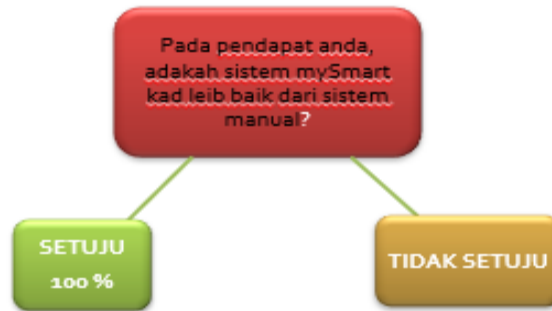 Pada pendapat anda,
adakah sistem mySmart
kad leib baik dari sistem
manual?
SETUJU
100 %
TIDAK SETUJU